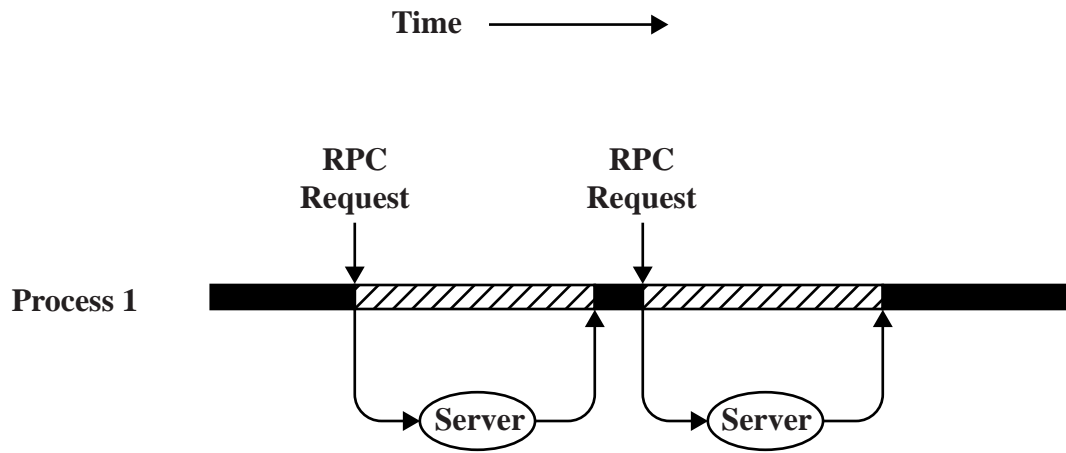 Time
RPC
Request
RPC
Request
Process 1
Server
Server